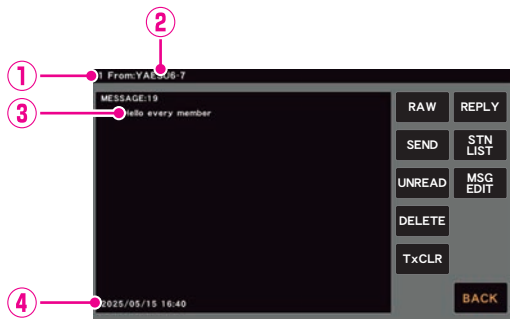 ①
②
③
④
1 From:YAESU6-7
MESSAGE:19
Hello every member
2025/05/15 16:40
RAW
REPLY
SEND
STN
LIST
UNREAD
MSG
EDIT
DELETE
TxCLR
BACK